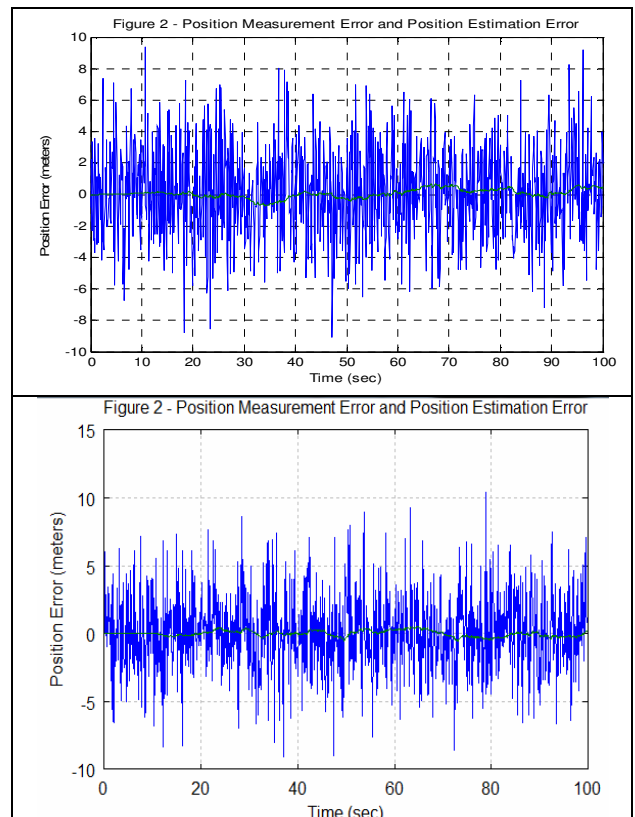 Figure 2 - Position Measurement Error and Position Estimation Error
10
8
6
4
2
0
-2
-4
-6
-8
-10
Position Error (meters)
0 10 20 30 40 50 60 70 80 90 100
Time (sec)
Figure 2 - Position Measurement Error and Position Estimation Error
15
10
5
0
-5
-10
Position Error (meters)
0 20 40 60 80 100
Time (sec)